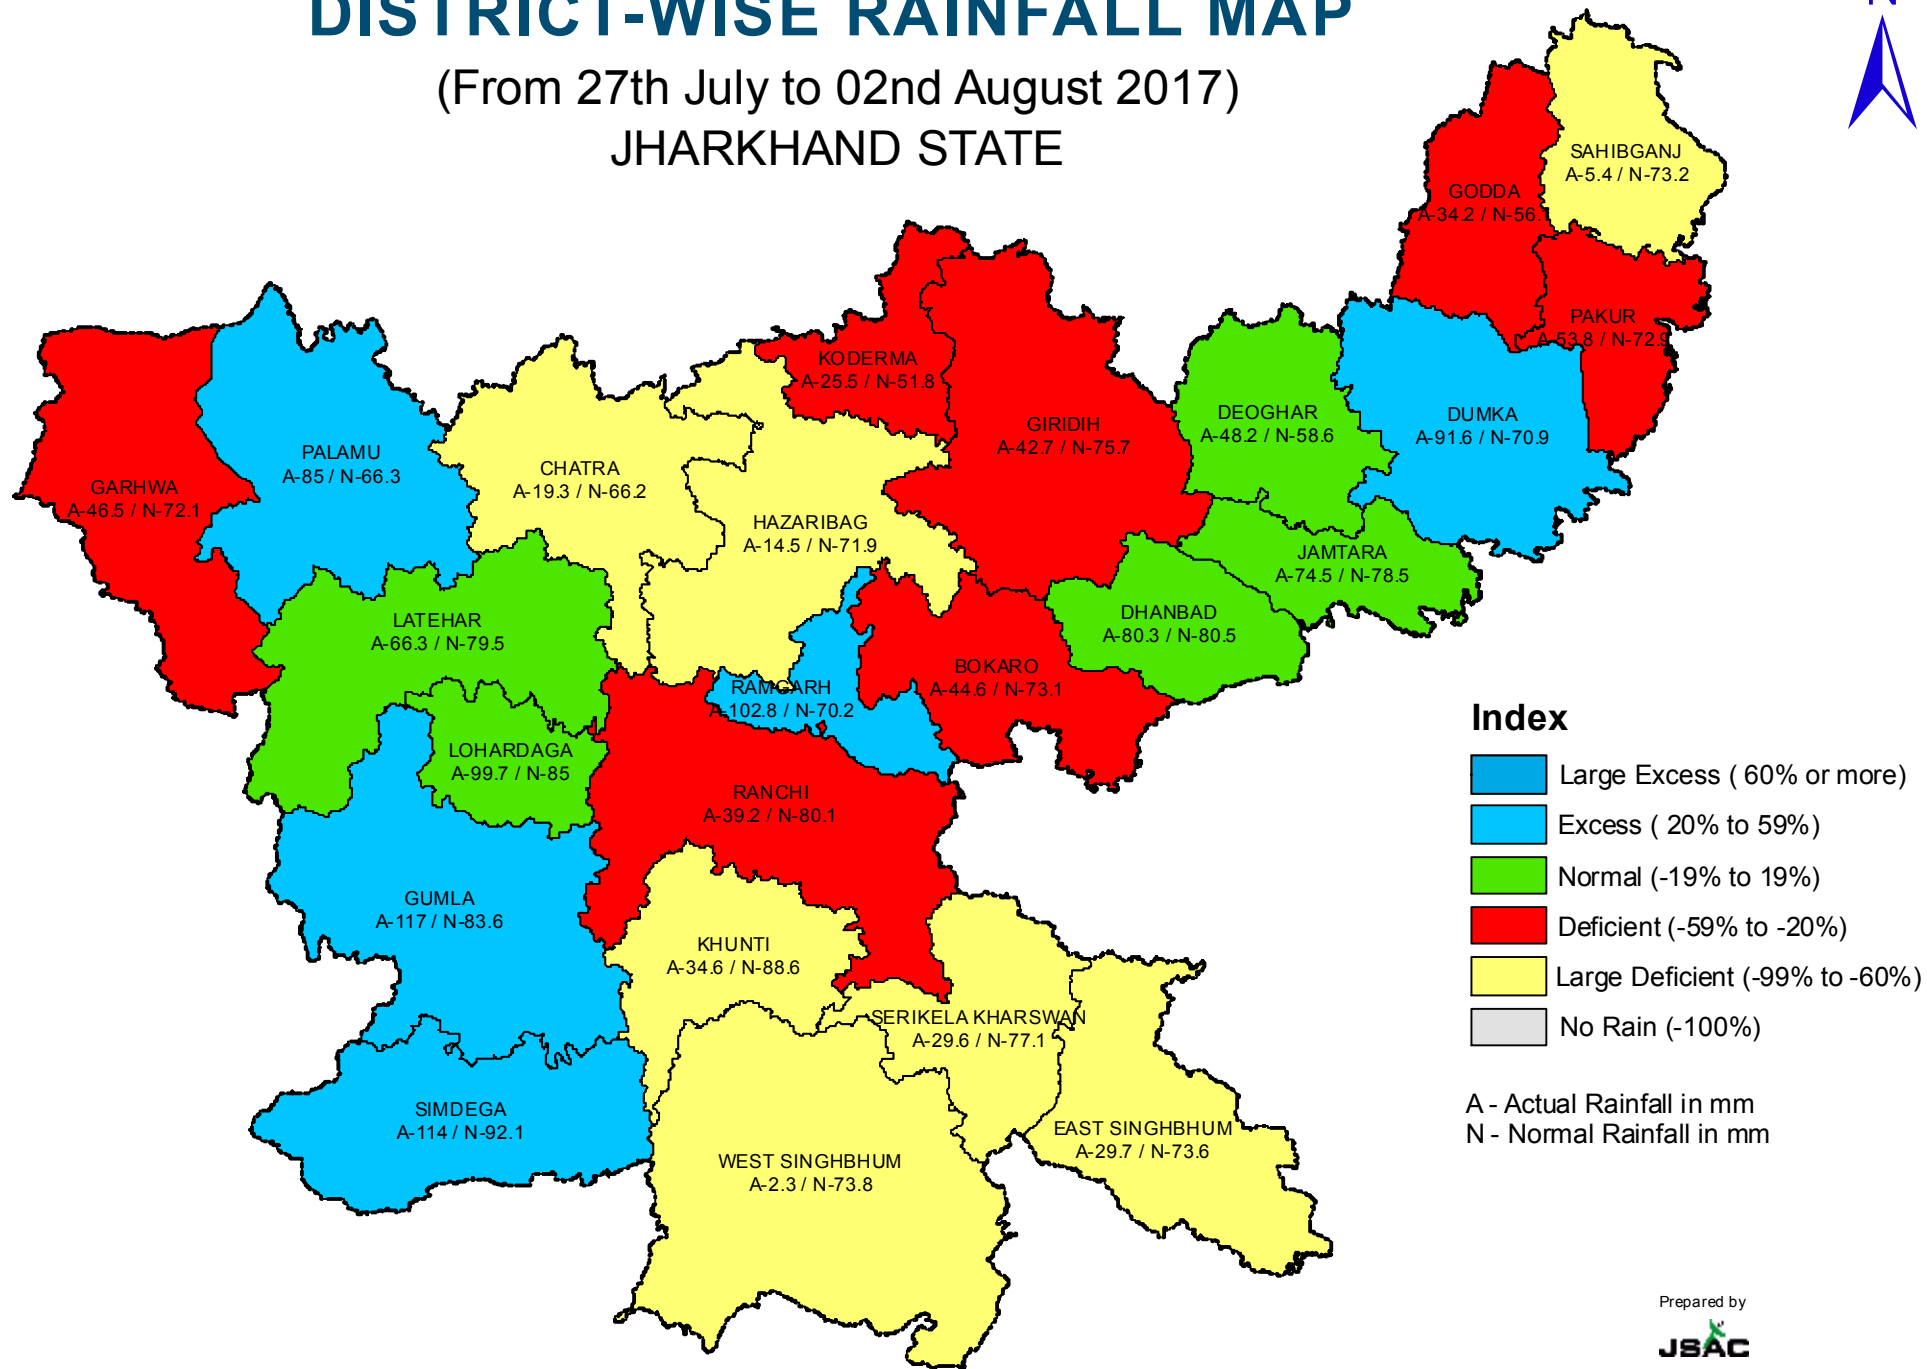 DISTRICT-WISE RAINFALL MAP
(From 27th July to 02nd August 2017)
JHARKHAND STATE
N
SAHIBGANJ
A-5.4 / N-73.2
GODDA
A-34.2 / N-56.
PAKUR
A-53.8 / N-72.9
KODERMA
A-25.5 / N-51.8
GIRIDIH
A-42.7 / N-75.7
DEOGHAR
A-48.2 / N-58.6
DUMKA
A-91.6 / N-70.9
PALAMU
A-85 / N-66.3
CHATRA
A-19.3 / N-66.2
GARHWA
A-46.5 / N-72.1
HAZARIBAG
A-14.5 / N-71.9
JAMTARA
A-74.5 / N-78.5
LATEHAR
A-66.3 / N-79.5
DHANBAD
A-80.3 / N-80.5
BOKARO
A-44.6 / N-73.1
RAMGARH
A-102.8 / N-70.2
LOHARDAGA
A-99.7 / N-85
RANCHI
A-39.2 / N-80.1
GUMLA
A-117 / N-83.6
KHUNTI
A-34.6 / N-88.6
SERIKELA KHARSWAN
A-29.6 / N-77.1
SIMDEGA
A-114 / N-92.1
EAST SINGHBHUM
A-29.7 / N-73.6
WEST SINGHBHUM
A-2.3 / N-73.8
Index
Large Excess ( 60% or more)
Excess ( 20% to 59%)
Normal (-19% to 19%)
Deficient (-59% to -20%)
Large Deficient (-99% to -60%)
No Rain (-100%)
A - Actual Rainfall in mm
N - Normal Rainfall in mm
Prepared by
JSAC